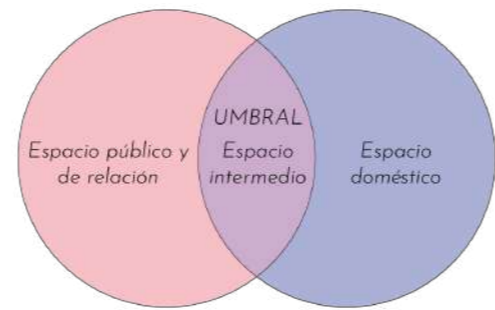 Espacio público y
de relación
UMBRAL
Espacio
intermedio
Espacio
doméstico